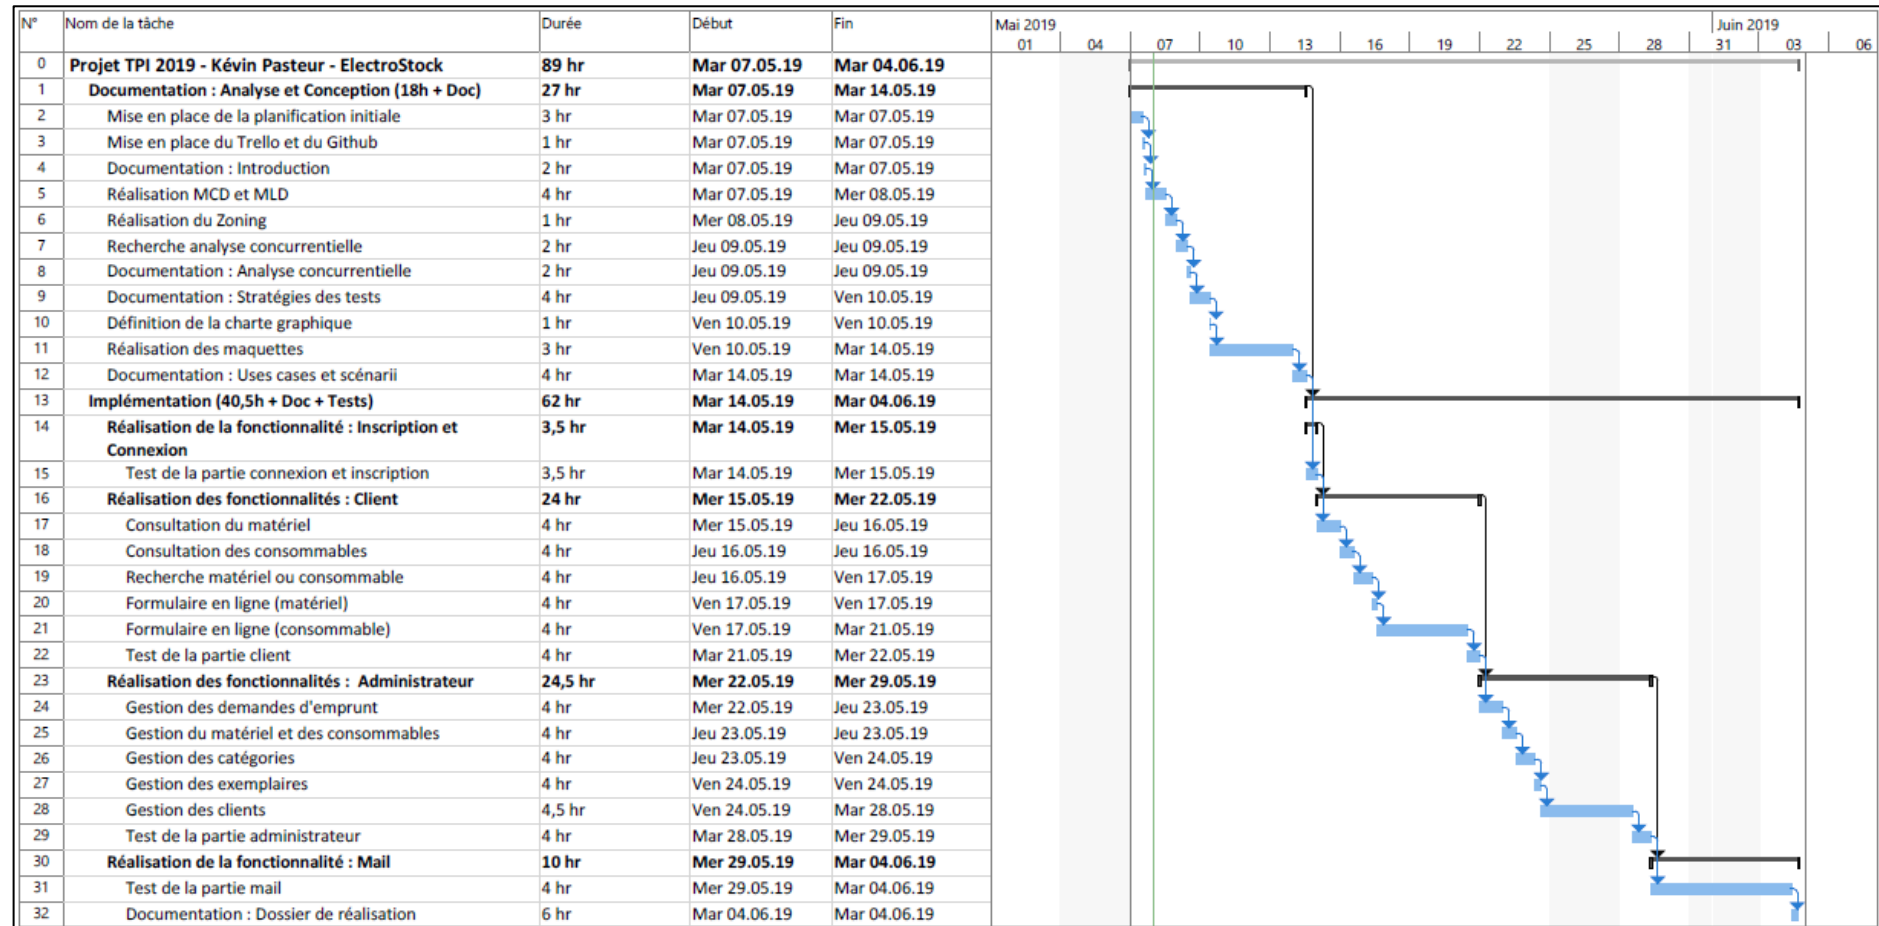 N° Nom de la tâche Durée Début Fin Mai 2019 Juin 2019
01 04 07 10 13 16 19 22 25 28 31 03 06
0 Projet TPI 2019 - Kévin Pasteur - ElectroStock 89 hr Mar 07.05.19 Mar 04.06.19
1 Documentation : Analyse et Conception (18h + Doc) 27 hr Mar 07.05.19 Mar 14.05.19
2 Mise en place de la planification initiale 3 hr Mar 07.05.19 Mar 07.05.19
3 Mise en place du Trello et du Github 1 hr Mar 07.05.19 Mar 07.05.19
4 Documentation : Introduction 2 hr Mar 07.05.19 Mar 07.05.19
5 Réalisation MCD et MLD 4 hr Mar 07.05.19 Mer 08.05.19
6 Réalisation du Zoning 1 hr Mer 08.05.19 Jeu 09.05.19
7 Recherche analyse concurrentielle 2 hr Jeu 09.05.19 Jeu 09.05.19
8 Documentation : Analyse concurrentielle 2 hr Jeu 09.05.19 Jeu 09.05.19
9 Documentation : Stratégies des tests 4 hr Jeu 09.05.19 Ven 10.05.19
10 Définition de la charte graphique 1 hr Ven 10.05.19 Ven 10.05.19
11 Réalisation des maquettes 3 hr Ven 10.05.19 Mar 14.05.19
12 Documentation : Uses cases et scénarii 4 hr Mar 14.05.19 Mar 14.05.19
13 Implémentation (40,5h + Doc + Tests) 62 hr Mar 14.05.19 Mar 04.06.19
14 Réalisation de la fonctionnalité : Inscription et 3,5 hr Mar 14.05.19 Mer 15.05.19
Connexion
15 Test de la partie connexion et inscription 3,5 hr Mar 14.05.19 Mer 15.05.19
16 Réalisation des fonctionnalités : Client 24 hr Mer 15.05.19 Mer 22.05.19
17 Consultation du matériel 4 hr Mer 15.05.19 Jeu 16.05.19
18 Consultation des consommables 4 hr Jeu 16.05.19 Jeu 16.05.19
19 Recherche matériel ou consommable 4 hr Jeu 16.05.19 Ven 17.05.19
20 Formulaire en ligne (matériel) 4 hr Ven 17.05.19 Ven 17.05.19
21 Formulaire en ligne (consommable) 4 hr Ven 17.05.19 Mar 21.05.19
22 Test de la partie client 4 hr Mar 21.05.19 Mer 22.05.19
23 Réalisation des fonctionnalités : Administrateur 24,5 hr Mer 22.05.19 Mer 29.05.19
24 Gestion des demandes d'emprunt 4 hr Mer 22.05.19 Jeu 23.05.19
25 Gestion du matériel et des consommables 4 hr Jeu 23.05.19 Jeu 23.05.19
26 Gestion des catégories 4 hr Jeu 23.05.19 Ven 24.05.19
27 Gestion des exemplaires 4 hr Ven 24.05.19 Ven 24.05.19
28 Gestion des clients 4,5 hr Ven 24.05.19 Mar 28.05.19
29 Test de la partie administrateur 4 hr Mar 28.05.19 Mer 29.05.19
30 Réalisation de la fonctionnalité : Mail 10 hr Mer 29.05.19 Mar 04.06.19
31 Test de la partie mail 4 hr Mer 29.05.19 Mar 04.06.19
32 Documentation : Dossier de réalisation 6 hr Mar 04.06.19 Mar 04.06.19